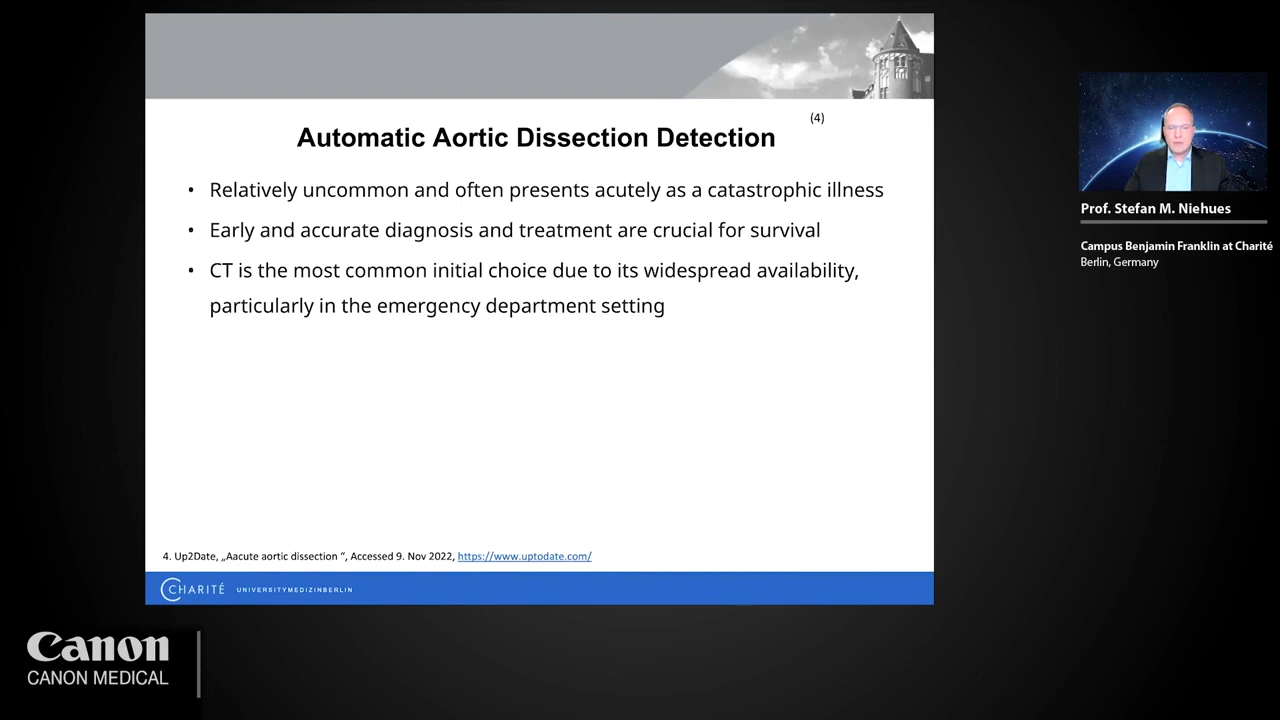 (4)
Automatic Aortic Dissection Detection
• Relatively uncommon and often presents acutely as a catastrophic illness
• Early and accurate diagnosis and treatment are crucial for survival
• CT is the most common initial choice due to its widespread availability,
particularly in the emergency department setting
4. Up2Date, „Aacute aortic dissection “, Accessed 9. Nov 2022, https://www.uptodate.com/
CHARITÉ UNIVERSITYMEDIZINBERLIN
Prof. Stefan M. Niehues
Campus Benjamin Franklin at Charité
Berlin, Germany
Canon
CANON MEDICAL